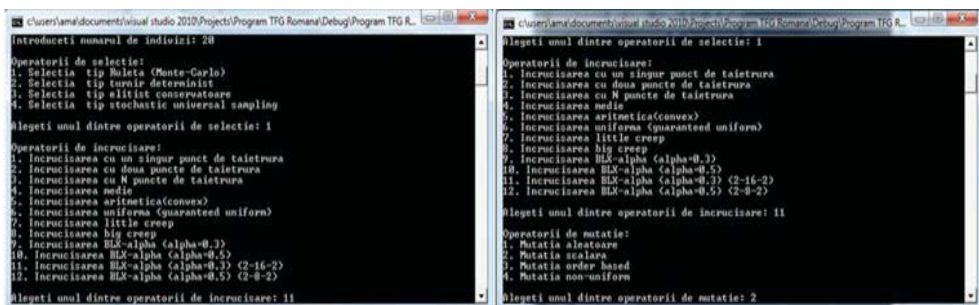 c:\users\ama\documents\visual studio 2010\Projects\Program TFG Romana\Debug\Program TFG R...
Introduceti numarul de indivizi: 20
Operatorii de selectie:
1. Selectia tip Ruleta (Monte-Carlo)
2. Selectia tip turnir determinist
3. Selectia tip elitist conservatoare
4. Selectia tip stochastic universal sampling
Alegeti unul dintre operatorii de selectie: 1
Operatorii de incrucisare:
1. Incrucisarea cu un singur punct de taietrura
2. Incrucisarea cu doua puncte de taietrura
3. Incrucisarea cu N puncte de taietrura
4. Incrucisarea medie
5. Incrucisarea aritmetica(convex)
6. Incrucisarea uniforma (guaranteed uniform)
7. Incrucisarea little creep
8. Incrucisarea big creep
9. Incrucisarea BLX-alpha (alpha=0.3)
10. Incrucisarea BLX-alpha (alpha=0.5)
11. Incrucisarea BLX-alpha (alpha=0.3) (2-16-2)
12. Incrucisarea BLX-alpha (alpha=0.5) (2-8-2)
Alegeti unul dintre operatorii de incrucisare: 11
c:\users\ama\documents\visual studio 2010\Projects\Program TFG Romana\Debug\Program TFG R...
Alegeti unul dintre operatorii de selectie: 1
Operatorii de incrucisare:
1. Incrucisarea cu un singur punct de taietrura
2. Incrucisarea cu doua puncte de taietrura
3. Incrucisarea cu N puncte de taietrura
4. Incrucisarea medie
5. Incrucisarea aritmetica(convex)
6. Incrucisarea uniforma (guaranteed uniform)
7. Incrucisarea little creep
8. Incrucisarea big creep
9. Incrucisarea BLX-alpha (alpha=0.3)
10. Incrucisarea BLX-alpha (alpha=0.5)
11. Incrucisarea BLX-alpha (alpha=0.3) (2-16-2)
12. Incrucisarea BLX-alpha (alpha=0.5) (2-8-2)
Alegeti unul dintre operatorii de incrucisare: 11
Operatorii de mutatie:
1. Mutatia aleatoare
2. Mutatia scalara
3. Mutatia order based
4. Mutatia non-uniform
Alegeti unul dintre operatorii de mutatie: 2